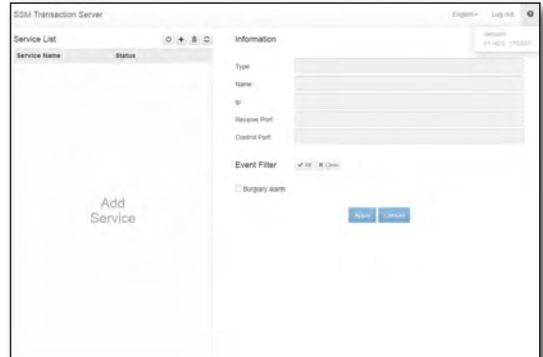 SSM Transaction Server
English
Log out
Service List
Service Name
Status
Add
Service
Information
Version
Type
Name
Ip
Receive Port
Control Port
Event Filter
All
Clear
Burglary alarm
Apply
Cancel